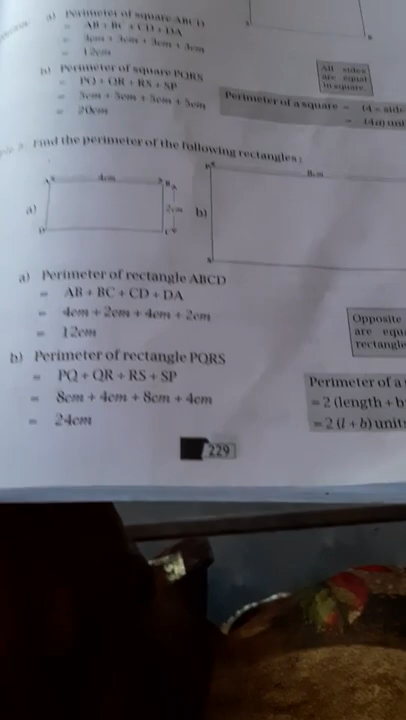 a) Perimeter of square ABCD
= AB + BC + CD + DA
= 3cm + 3cm + 3cm + 3cm
= 12cm
b) Perimeter of square PQRS
= PQ + QR + RS + SP
= 5cm + 5cm + 5cm + 5cm
= 20cm
All sides
are equal
in square.
Perimeter of a square = (4 × side
= (4a) unit
Find the perimeter of the following rectangles :
a)
A
4cm
B
2cm
D
C
b)
P
8cm
S
a) Perimeter of rectangle ABCD
= AB + BC + CD + DA
= 4cm + 2cm + 4cm + 2cm
= 12cm
b) Perimeter of rectangle PQRS
= PQ + QR + RS + SP
= 8cm + 4cm + 8cm + 4cm
= 24cm
Opposite
are equ
rectangle
Perimeter of a
= 2 (length + b
= 2 (l + b) units
229